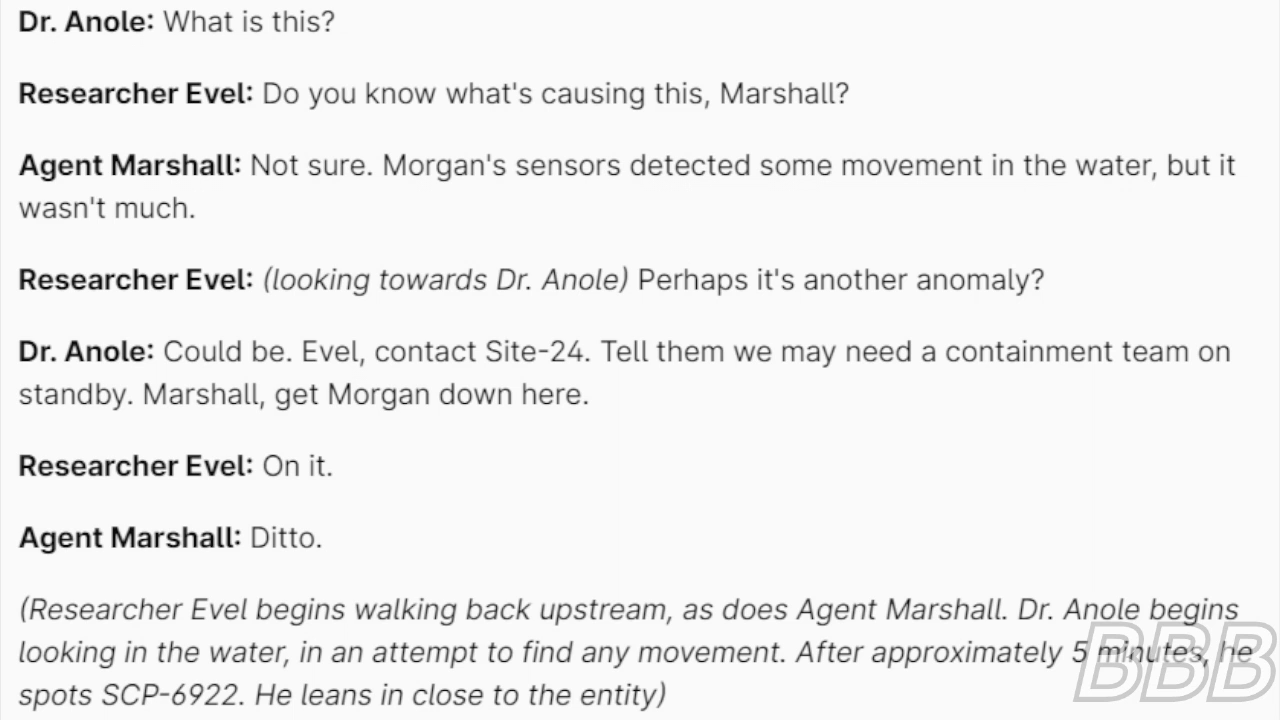 Dr. Anole: What is this?
Researcher Evel: Do you know what's causing this, Marshall?
Agent Marshall: Not sure. Morgan's sensors detected some movement in the water, but it
wasn't much.
Researcher Evel: (looking towards Dr. Anole) Perhaps it's another anomaly?
Dr. Anole: Could be. Evel, contact Site-24. Tell them we may need a containment team on
standby. Marshall, get Morgan down here.
Researcher Evel: On it.
Agent Marshall: Ditto.
(Researcher Evel begins walking back upstream, as does Agent Marshall. Dr. Anole begins
looking in the water, in an attempt to find any movement. After approximately 5 minutes, he
spots SCP-6922. He leans in close to the entity)
BBB